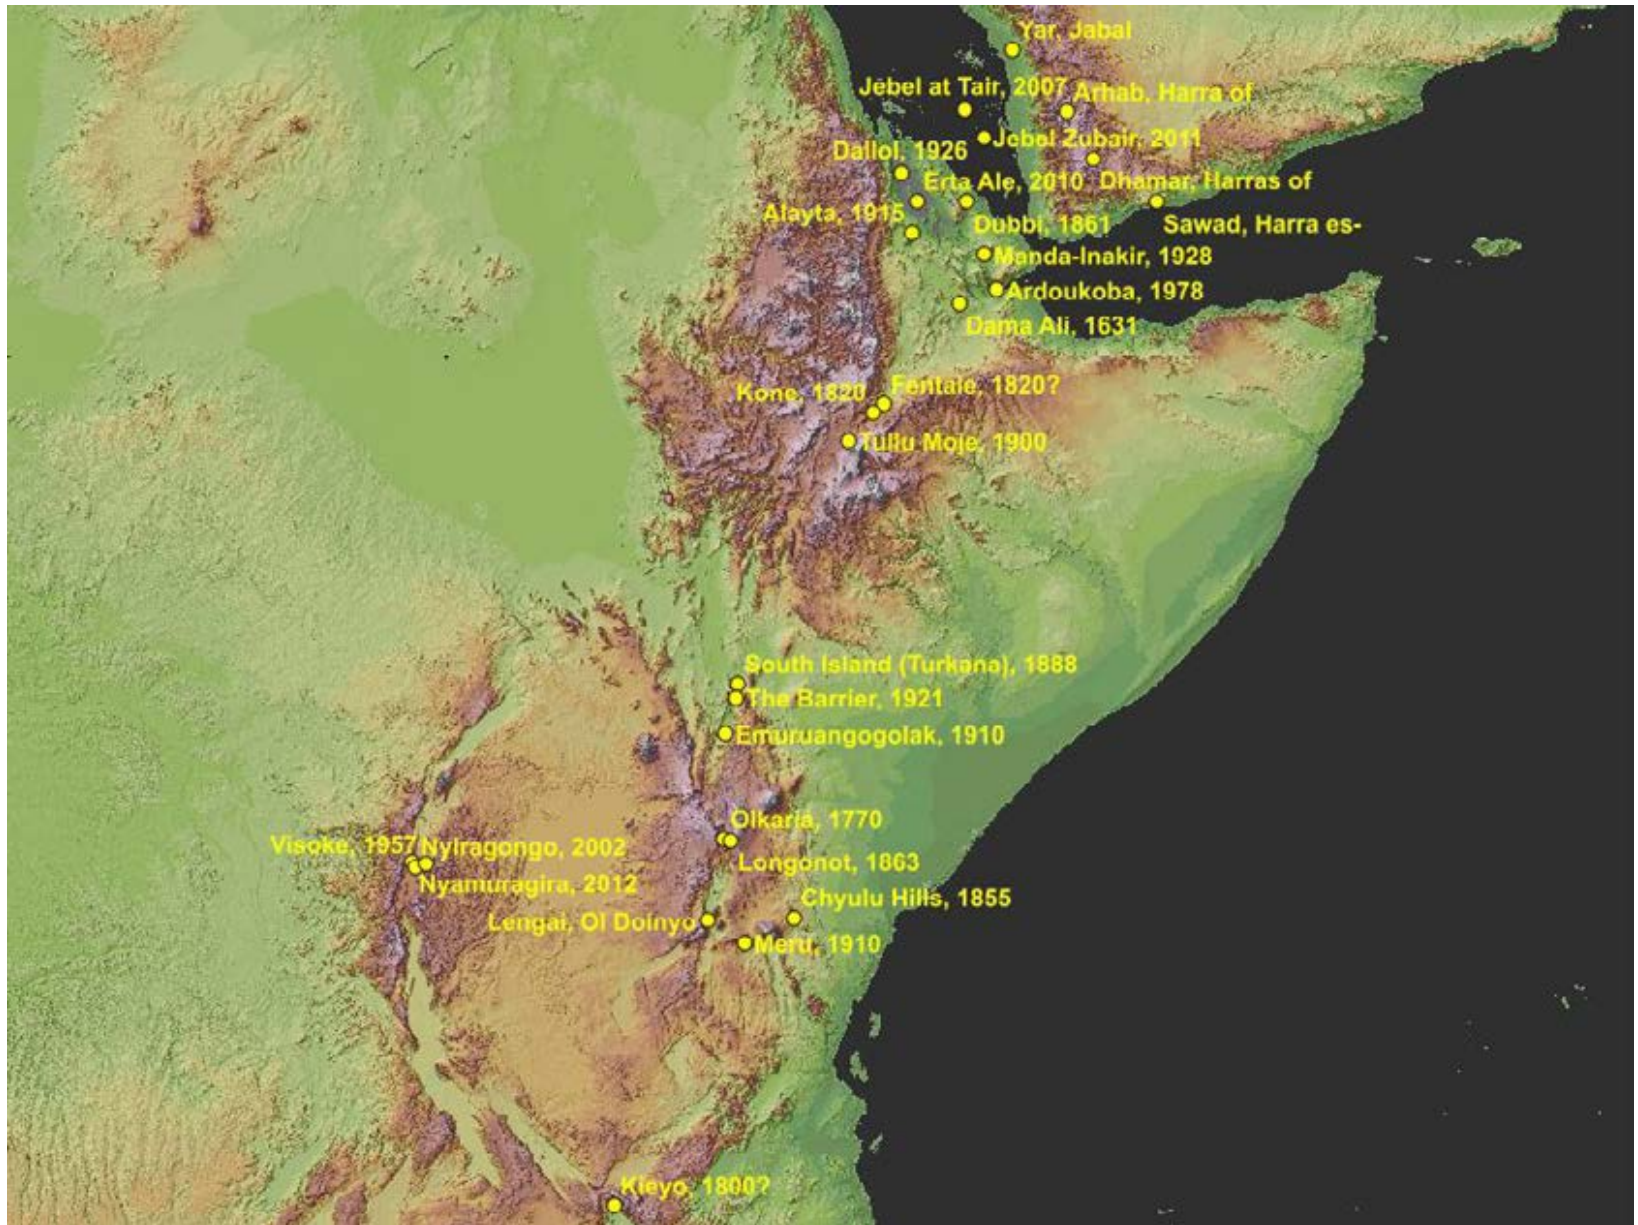 Yar, Jabal
Jebel at Tair, 2007
Arhab, Harra of
Jebel Zubair, 2011
Dallol, 1926
Erta Ale, 2010
Dhamar, Harras of
Alayta, 1915
Dubbi, 1861
Sawad, Harra es-
Manda-Inakir, 1928
Ardoukoba, 1978
Dama Ali, 1631
Kone, 1820
Fentale, 1820?
Tullu Moje, 1900
South Island (Turkana), 1888
The Barrier, 1921
Emuruangogolak, 1910
Olkaria, 1770
Visoke, 1957
Nyiragongo, 2002
Longonot, 1863
Nyamuragira, 2012
Chyulu Hills, 1855
Lengai, Ol Doinyo
Meru, 1910
Kieyo, 1800?